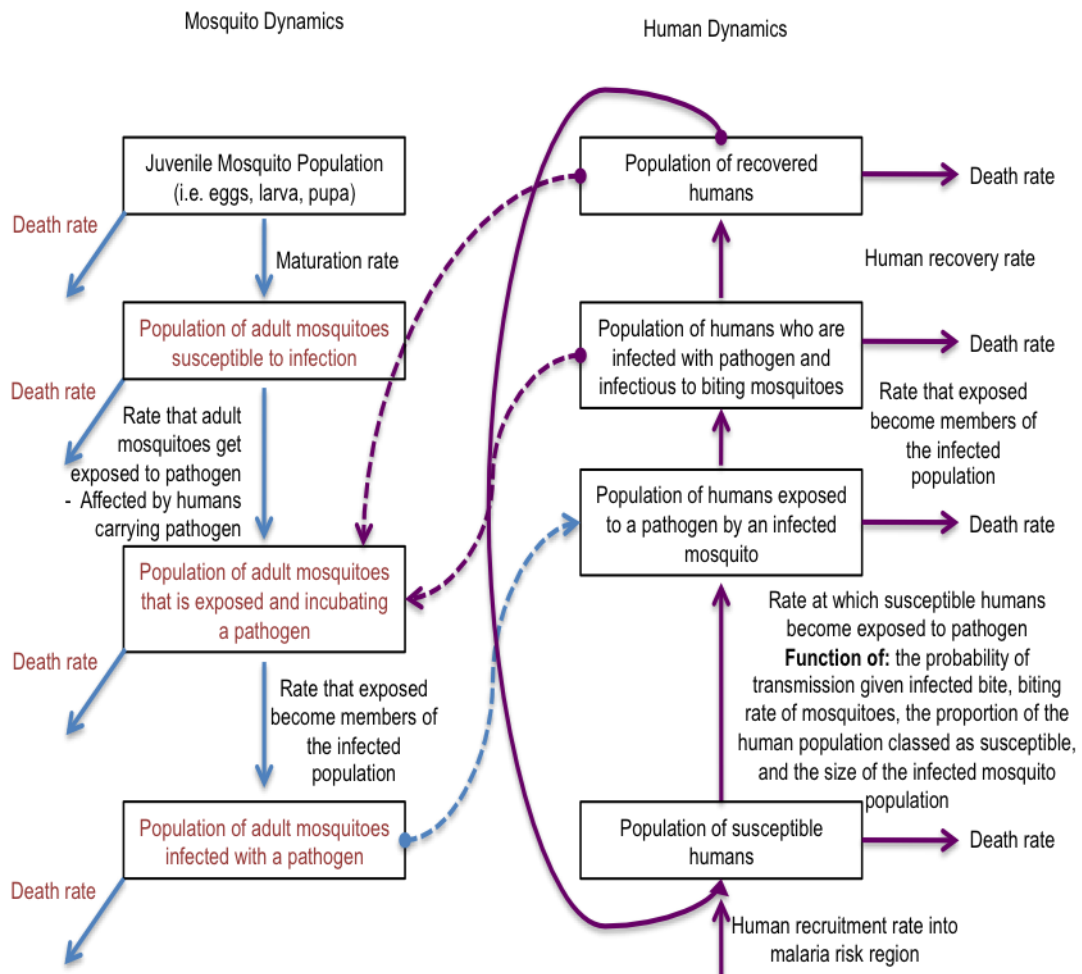 Mosquito Dynamics
Human Dynamics
Juvenile Mosquito Population
(i.e. eggs, larva, pupa)
Death rate
Maturation rate
Population of adult mosquitoes
susceptible to infection
Death rate
Rate that adult
mosquitoes get
exposed to pathogen
- Affected by humans
carrying pathogen
Population of adult mosquitoes
that is exposed and incubating
a pathogen
Death rate
Rate that exposed
become members of
the infected
population
Population of adult mosquitoes
infected with a pathogen
Death rate
Population of recovered
humans
Death rate
Human recovery rate
Population of humans who are
infected with pathogen and
infectious to biting mosquitoes
Death rate
Rate that exposed
become members of
the infected
population
Population of humans exposed
to a pathogen by an infected
mosquito
Death rate
Rate at which susceptible humans
become exposed to pathogen
Function of: the probability of
transmission given infected bite, biting
rate of mosquitoes, the proportion of the
human population classed as susceptible,
and the size of the infected mosquito
population
Population of susceptible
humans
Death rate
Human recruitment rate into
malaria risk region